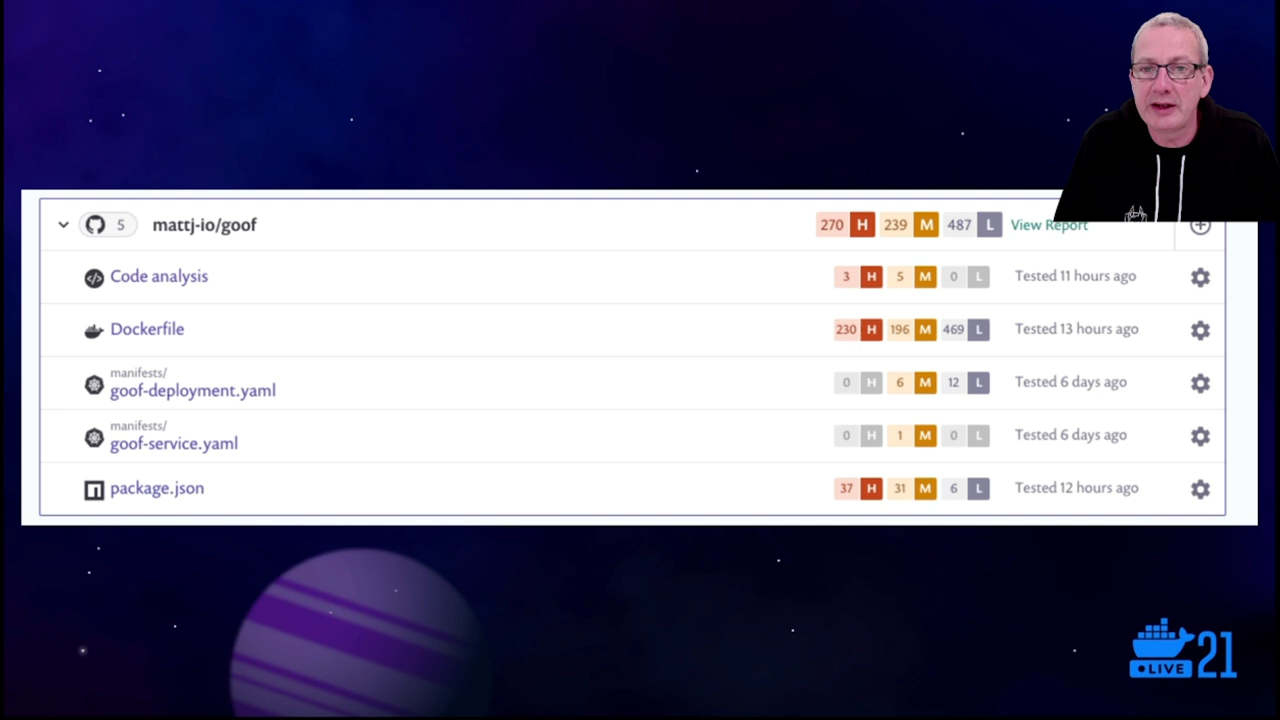 5 mattj-io/goof 270 H 239 M 487 L View Report
Code analysis 3 H 5 M 0 L Tested 11 hours ago
Dockerfile 230 H 196 M 469 L Tested 13 hours ago
manifests/
goof-deployment.yaml 0 H 6 M 12 L Tested 6 days ago
manifests/
goof-service.yaml 0 H 1 M 0 L Tested 6 days ago
package.json 37 H 31 M 6 L Tested 12 hours ago
LIVE 21